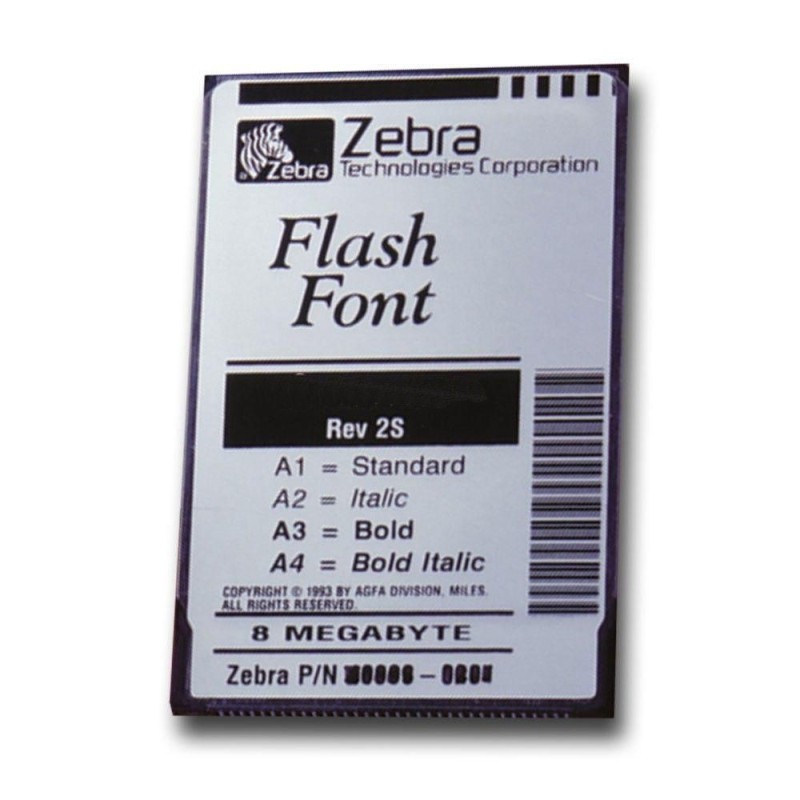 Zebra
Zebra
Technologies Corporation
Flash
Font
Rev 2S
A1 = Standard
A2 = Italic
A3 = Bold
A4 = Bold Italic
COPYRIGHT © 1993 BY AGFA DIVISION, MILES.
ALL RIGHTS RESERVED.
8 MEGABYTE
Zebra P/N